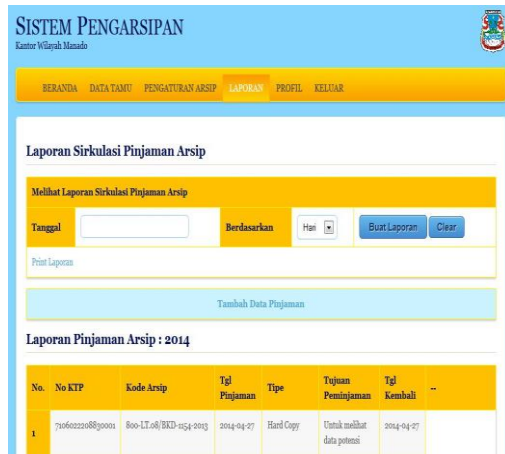 SISTEM PENGARSIPAN
Kantor Wilayah Manado
BERANDA DATA TAMU PENGATURAN ARSIP LAPORAN PROFIL KELUAR
Laporan Sirkulasi Pinjaman Arsip
Melihat Laporan Sirkulasi Pinjaman Arsip
Tanggal Berdasarkan Hari Buat Laporan Clear
Print Laporan
Tambah Data Pinjaman
Laporan Pinjaman Arsip : 2014
No. No KTP Kode Arsip Tgl Pinjaman Tipe Tujuan Peminjaman Tgl Kembali --
1 7106022208830001 800-LT.08/BKD-1154-2013 2014-04-27 Hard Copy Untuk melihat data potensi 2014-04-27